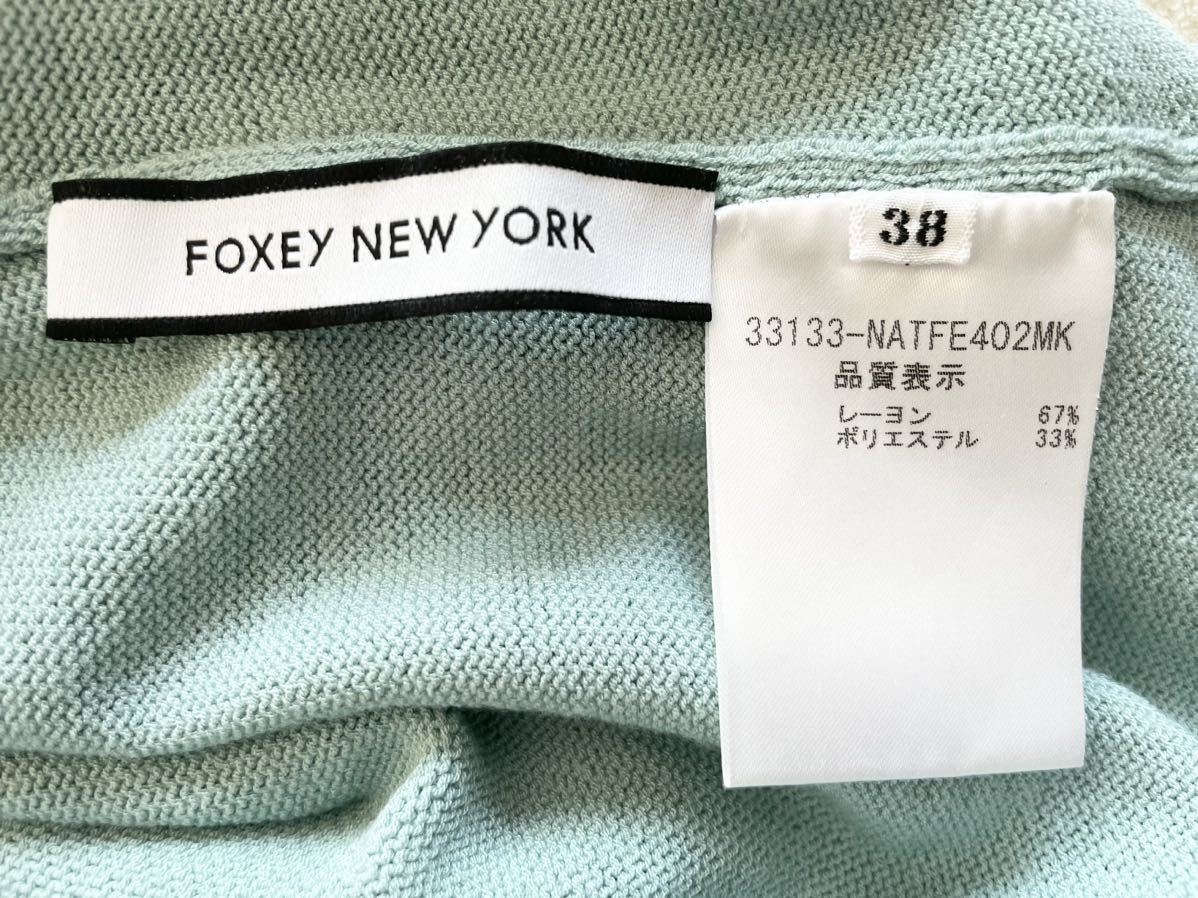 FOXEY NEW YORK
38
33133-NATFE402MK
品質表示
レーヨン 67%
ポリエステル 33%